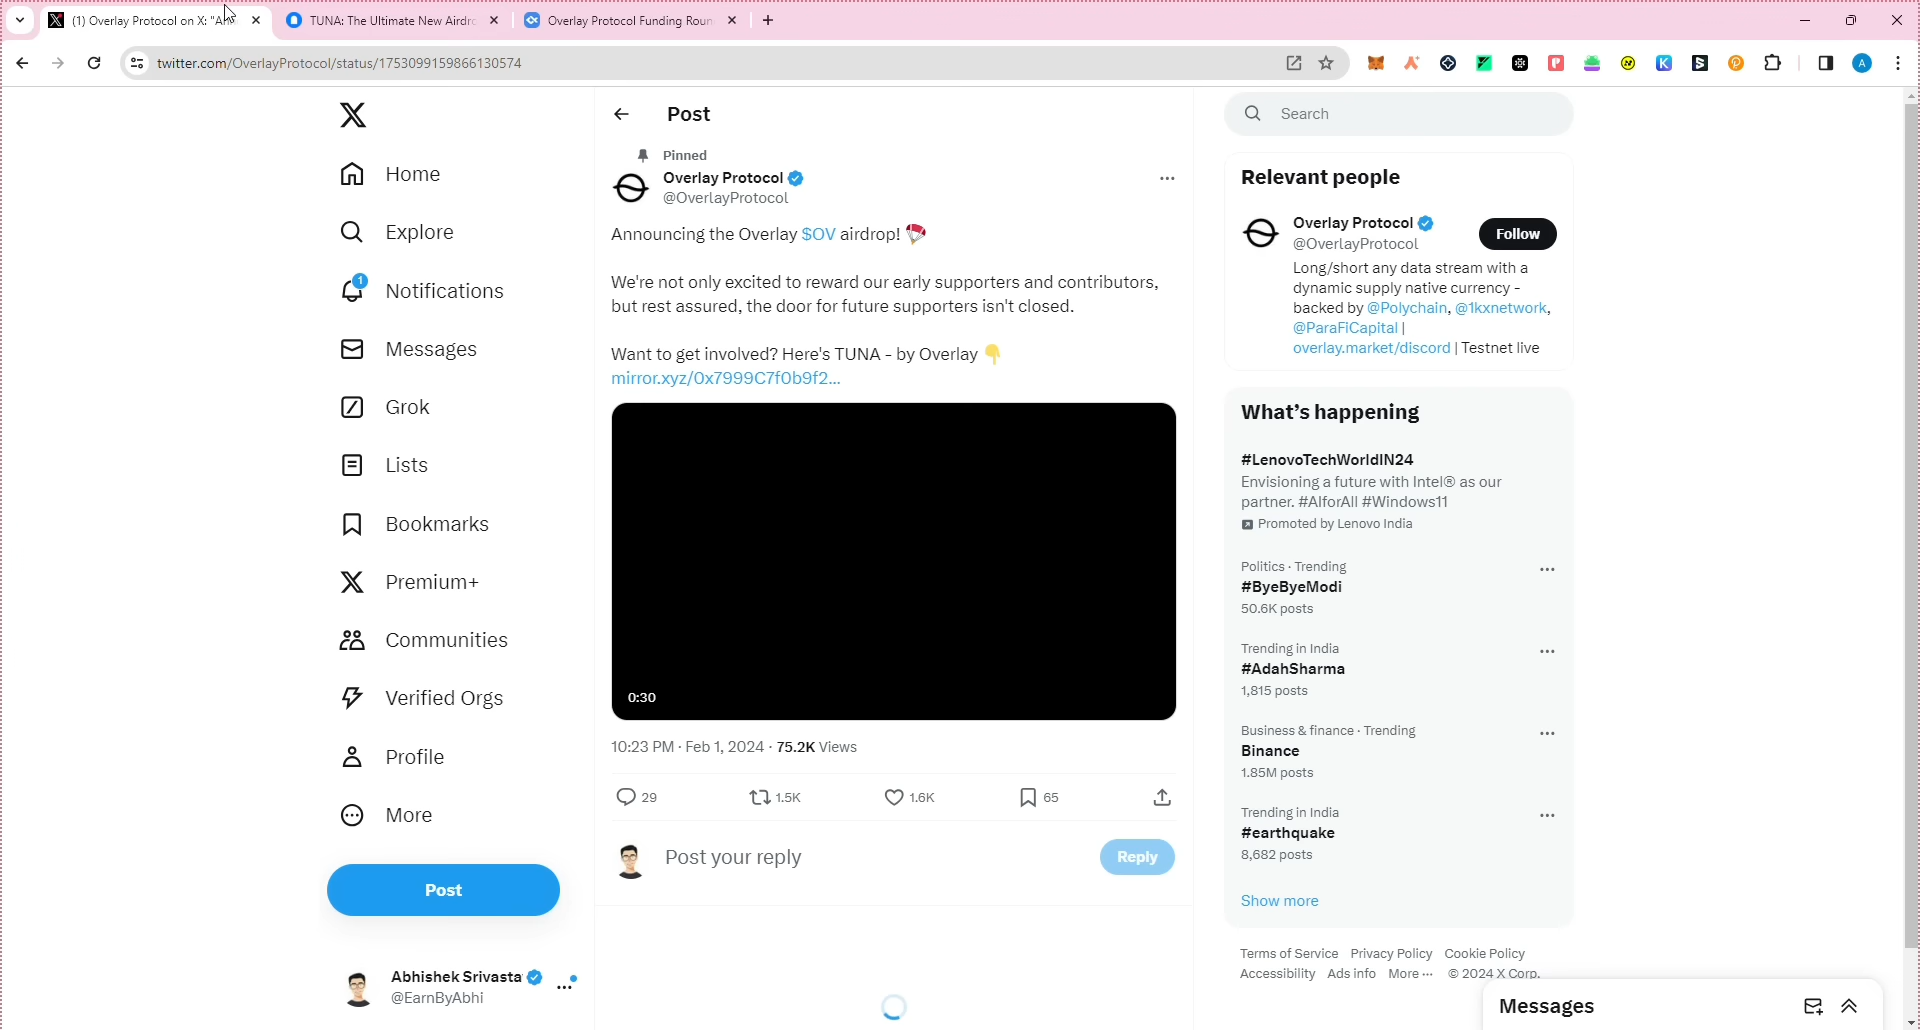 (1) Overlay Protocol on X: "An
TUNA: The Ultimate New Airdro
Overlay Protocol Funding Roun
twitter.com/OverlayProtocol/status/1753099159866130574
A
Home
Explore
1
Notifications
Messages
Grok
Lists
Bookmarks
Premium+
Communities
Verified Orgs
Profile
More
Post
Abhishek Srivasta
@EarnByAbhi
Post
Pinned
Overlay Protocol
@OverlayProtocol
Announcing the Overlay $OV airdrop!
We're not only excited to reward our early supporters and contributors,
but rest assured, the door for future supporters isn't closed.
Want to get involved? Here's TUNA - by Overlay 👇
mirror.xyz/0x7999C7f0b9f2...
0:30
10:23 PM · Feb 1, 2024 · 75.2K Views
29 1.5K 1.6K 65
Post your reply
Reply
Search
Relevant people
Overlay Protocol
@OverlayProtocol
Follow
Long/short any data stream with a
dynamic supply native currency -
backed by @Polychain, @1kxnetwork,
@ParaFiCapital |
overlay.market/discord | Testnet live
What's happening
#LenovoTechWorldIN24
Envisioning a future with Intel® as our
partner. #AIforAll #Windows11
Promoted by Lenovo India
Politics · Trending
#ByeByeModi
50.6K posts
Trending in India
#AdahSharma
1,815 posts
Business & finance · Trending
Binance
1.85M posts
Trending in India
#earthquake
8,682 posts
Show more
Terms of Service Privacy Policy Cookie Policy
Accessibility Ads info More ··· © 2024 X Corp.
Messages